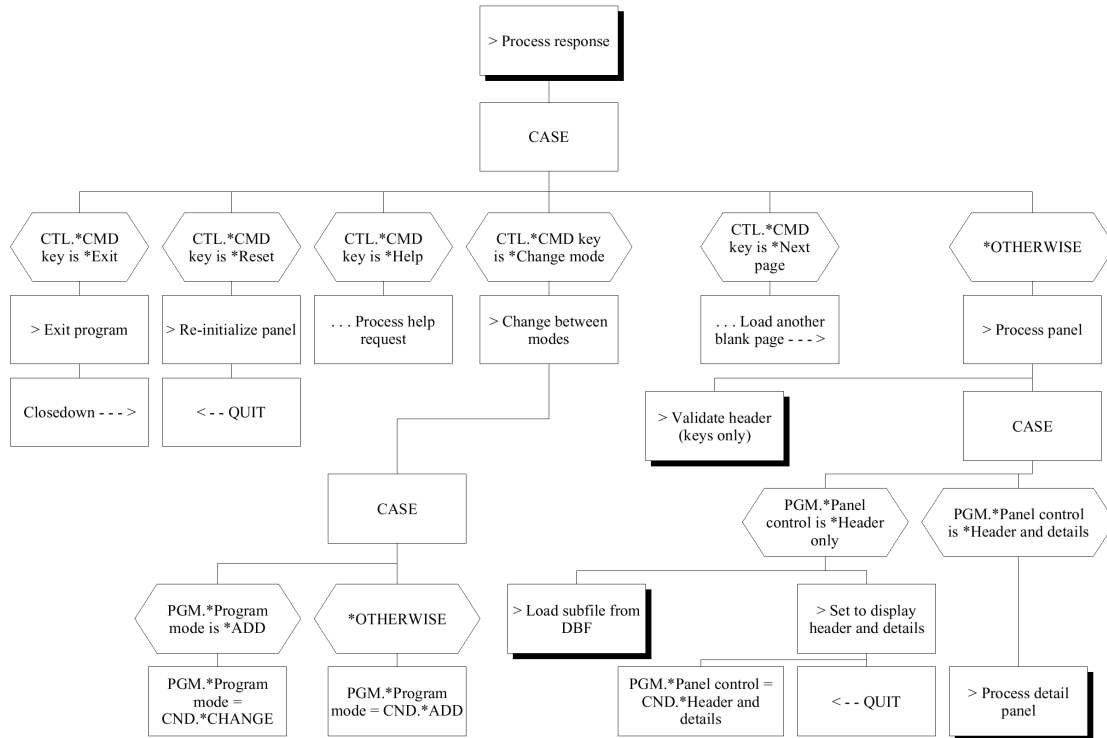 > Process response
CASE
CTL.*CMD
key is *Exit
CTL.*CMD
key is *Reset
CTL.*CMD
key is *Help
CTL.*CMD key
is *Change mode
CTL.*CMD
key is *Next
page
*OTHERWISE
> Exit program
> Re-initialize panel
. . . Process help
request
> Change between
modes
. . . Load another
blank page - - - >
> Process panel
Closedown - - - >
< - - QUIT
> Validate header
(keys only)
CASE
CASE
PGM.*Panel
control is *Header
only
PGM.*Panel control
is *Header and details
PGM.*Program
mode is *ADD
*OTHERWISE
> Load subfile from
DBF
> Set to display
header and details
PGM.*Program
mode =
CND.*CHANGE
PGM.*Program
mode = CND.*ADD
PGM.*Panel control =
CND.*Header and
details
< - - QUIT
> Process detail
panel